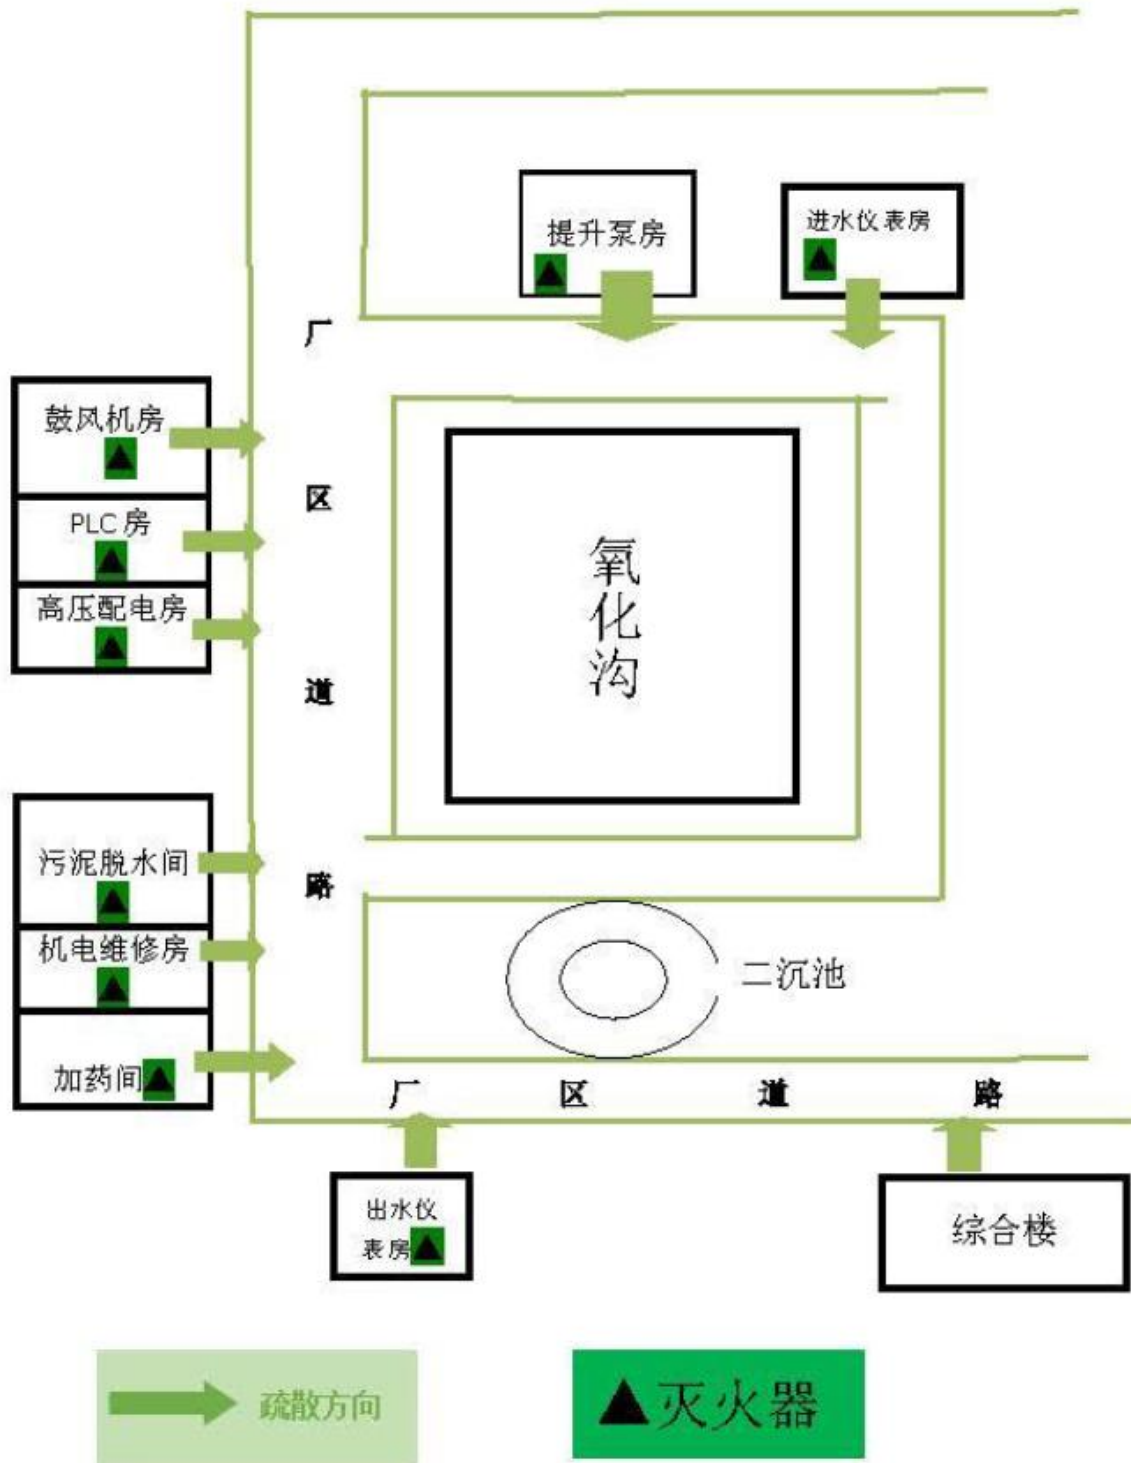 提升泵房
进水仪表房
厂区道路
鼓风机房
PLC房
高压配电房
氧化沟
污泥脱水间
机电维修房
加药间
二沉池
厂区道路
出水仪
表房
综合楼
疏散方向
灭火器